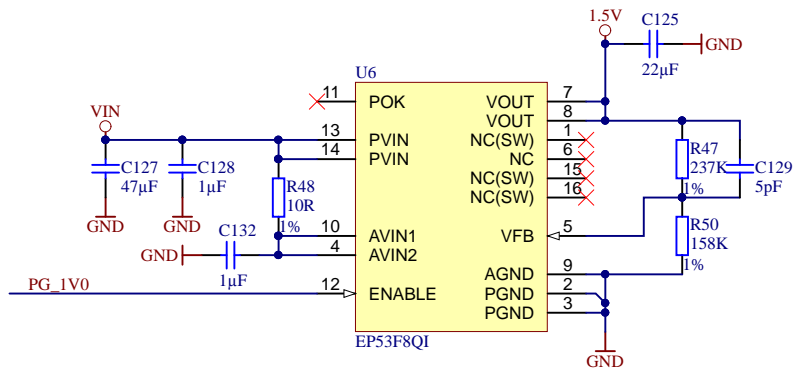 1.5V
C125
GND
22µF
U6
11
POK
VOUT
7
VOUT
8
VIN
13
PVIN
NC(SW)
1
14
PVIN
NC
6
NC(SW)
15
NC(SW)
16
C127
47µF
C128
1µF
R48
10R
1%
R47
237K
1%
C129
5pF
GND
GND
10
AVIN1
VFB
5
C132
GND
1µF
4
AVIN2
R50
158K
1%
AGND
9
PG_1V0
12
ENABLE
PGND
2
PGND
3
EP53F8QI
GND